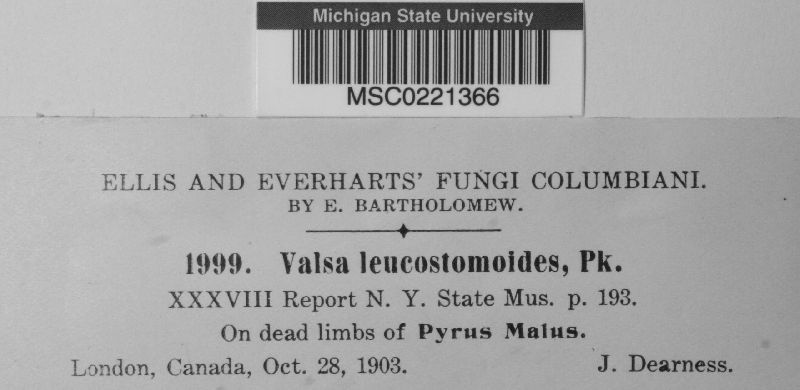 Michigan State University
MSC0221366
ELLIS AND EVERHARTS' FUNGI COLUMBIANI.
BY E. BARTHOLOMEW.
1999. Valsa leucostomoides, Pk.
XXXVIII Report N. Y. State Mus. p. 193.
On dead limbs of Pyrus Malus.
London, Canada, Oct. 28, 1903. J. Dearness.